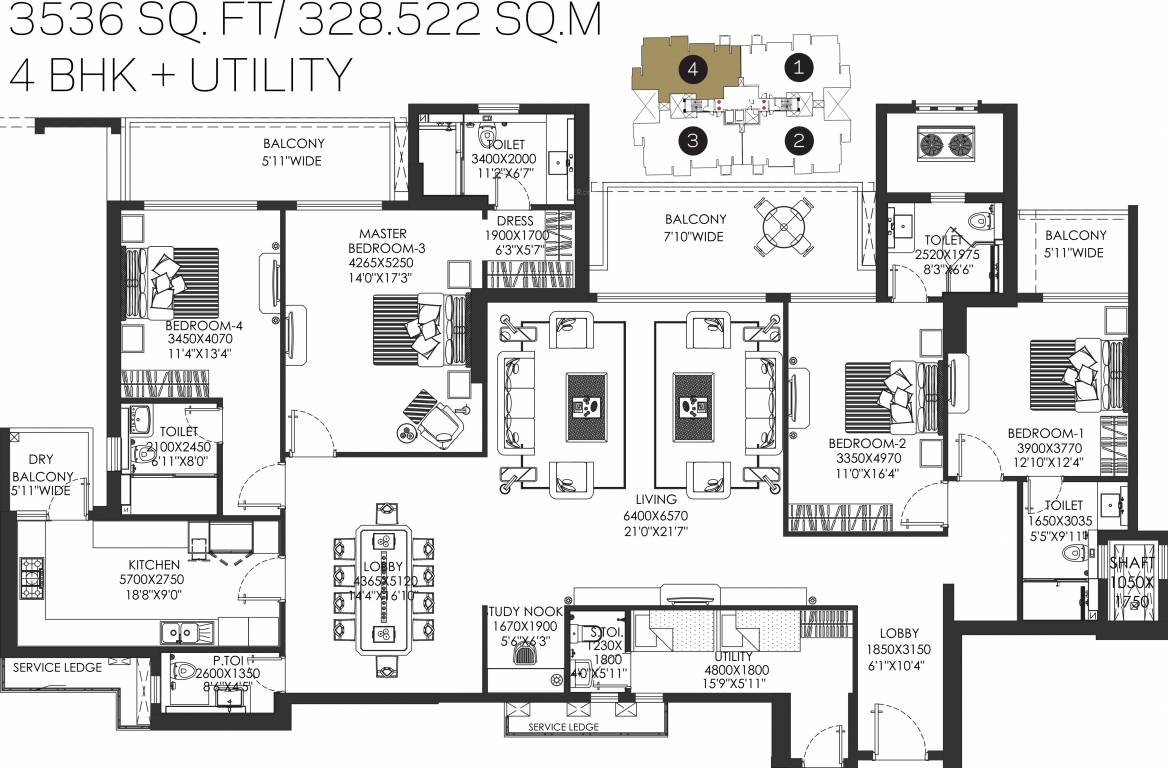 3536 SQ. FT/ 328.522 SQ.M
4 BHK + UTILITY
4
1
3
2
BALCONY
5'11"WIDE
TOILET
3400X2000
11'2"X6'7"
DRESS
1900X1700
6'3"X5'7"
MASTER
BEDROOM-3
4265X5250
14'0"X17'3"
BALCONY
7'10"WIDE
TOILET
2520X1975
8'3"X6'6"
BALCONY
5'11"WIDE
BEDROOM-4
3450X4070
11'4"X13'4"
TOILET
2100X2450
6'11"X8'0"
DRY
BALCONY
5'11"WIDE
KITCHEN
5700X2750
18'8"X9'0"
LOBBY
4365X5120
14'4"X16'10"
LIVING
6400X6570
21'0"X21'7"
BEDROOM-2
3350X4970
11'0"X16'4"
BEDROOM-1
3900X3770
12'10"X12'4"
TOILET
1650X3035
5'5"X9'11"
SHAFT
1050X
1750
TUDY NOOK
1670X1900
5'6"X6'3"
S.TOI.
1230X
1800
4'0"X5'11"
UTILITY
4800X1800
15'9"X5'11"
LOBBY
1850X3150
6'1"X10'4"
SERVICE LEDGE
P.TOI
2600X1350
8'6"X4'5"
SERVICE LEDGE